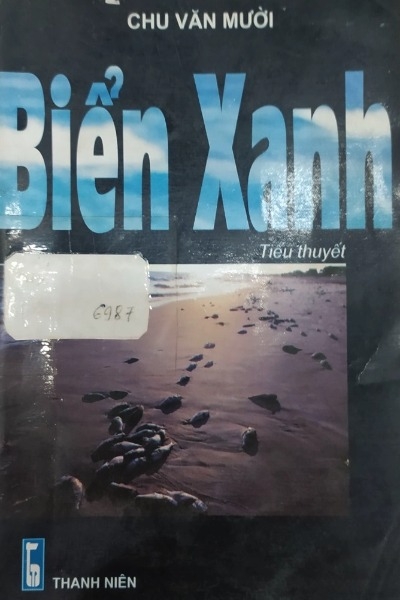 CHU VĂN MƯỜI
Biển Xanh
Tiểu thuyết
6987
THANH NIÊN